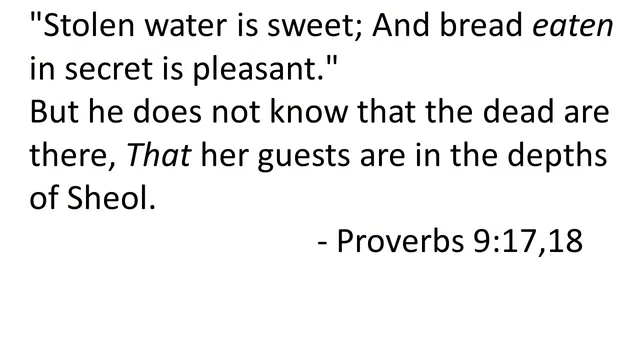 "Stolen water is sweet; And bread eaten
in secret is pleasant."
But he does not know that the dead are
there, That her guests are in the depths
of Sheol.
- Proverbs 9:17,18